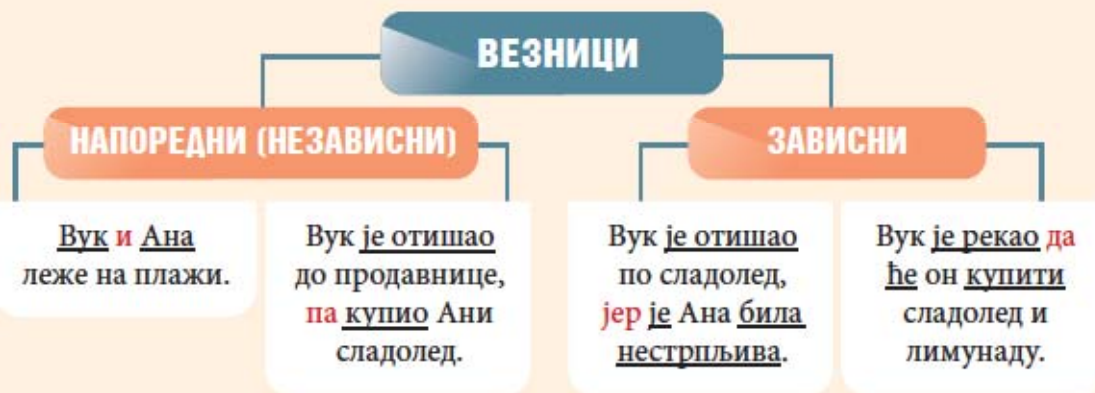 ВЕЗНИЦИ
НАПОРЕДНИ (НЕЗАВИСНИ)
ЗАВИСНИ
Вук и Ана
леже на плажи.
Вук је отишао
до продавнице,
па купио Ани
сладолед.
Вук је отишао
по сладолед,
јер је Ана била
нестрпљива.
Вук је рекао да
ће он купити
сладолед и
лимунаду.